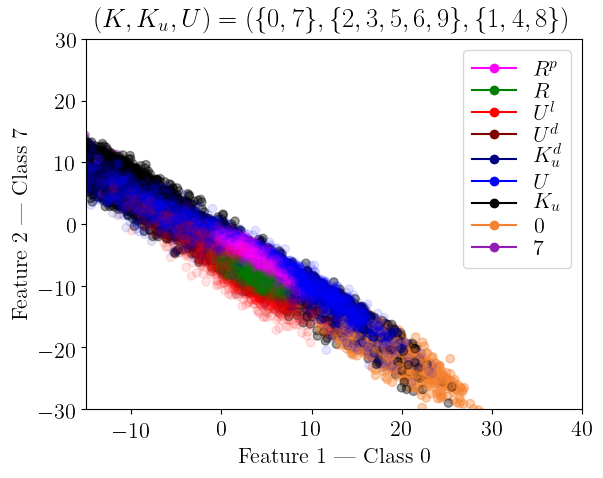 (K, K_u, U) = ({0, 7}, {2, 3, 5, 6, 9}, {1, 4, 8})
30
20
10
0
−10
−20
−30
Feature 2 — Class 7
R^p
R
U^l
U^d
K_u^d
U
K_u
0
7
−10
0
10
20
30
40
Feature 1 — Class 0